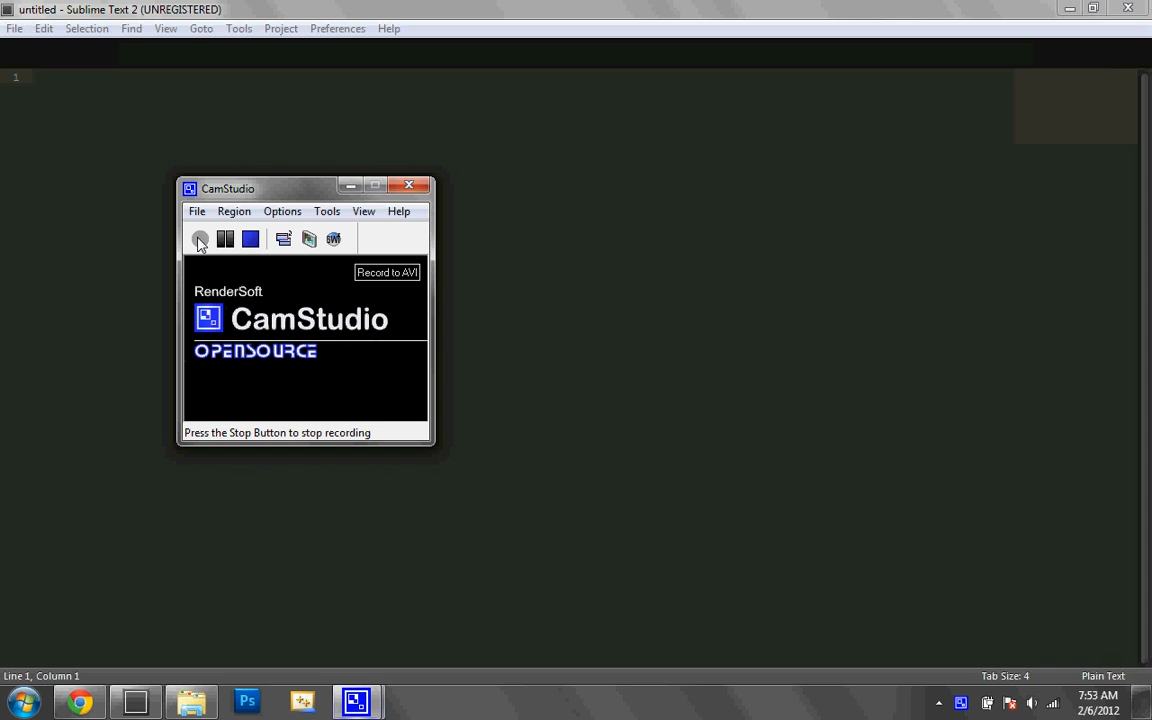 untitled - Sublime Text 2 (UNREGISTERED)
File Edit Selection Find View Goto Tools Project Preferences Help
1
CamStudio
File Region Options Tools View Help
SWF
Record to AVI
RenderSoft
CamStudio
OPENSOURCE
Press the Stop Button to stop recording
Line 1, Column 1 Tab Size: 4 Plain Text
Ps
7:53 AM
2/6/2012